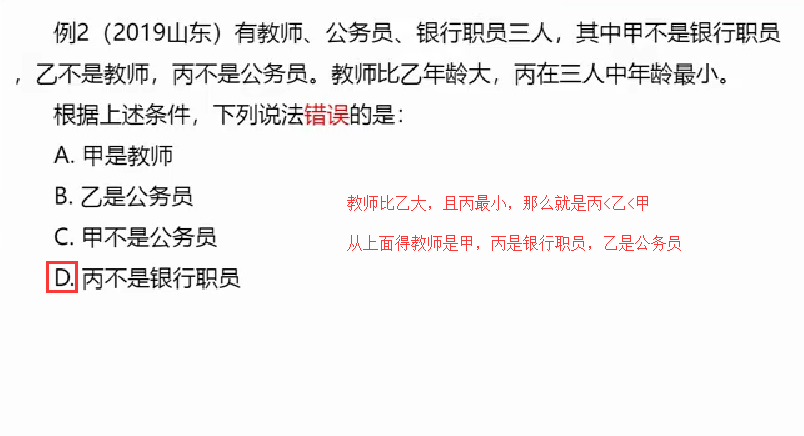 例2（2019山东）有教师、公务员、银行职员三人，其中甲不是银行职员
，乙不是教师，丙不是公务员。教师比乙年龄大，丙在三人中年龄最小。
根据上述条件，下列说法错误的是：
A. 甲是教师
B. 乙是公务员
教师比乙大，且丙最小，那么就是丙<乙<甲
C. 甲不是公务员
从上面得教师是甲，丙是银行职员，乙是公务员
D. 丙不是银行职员